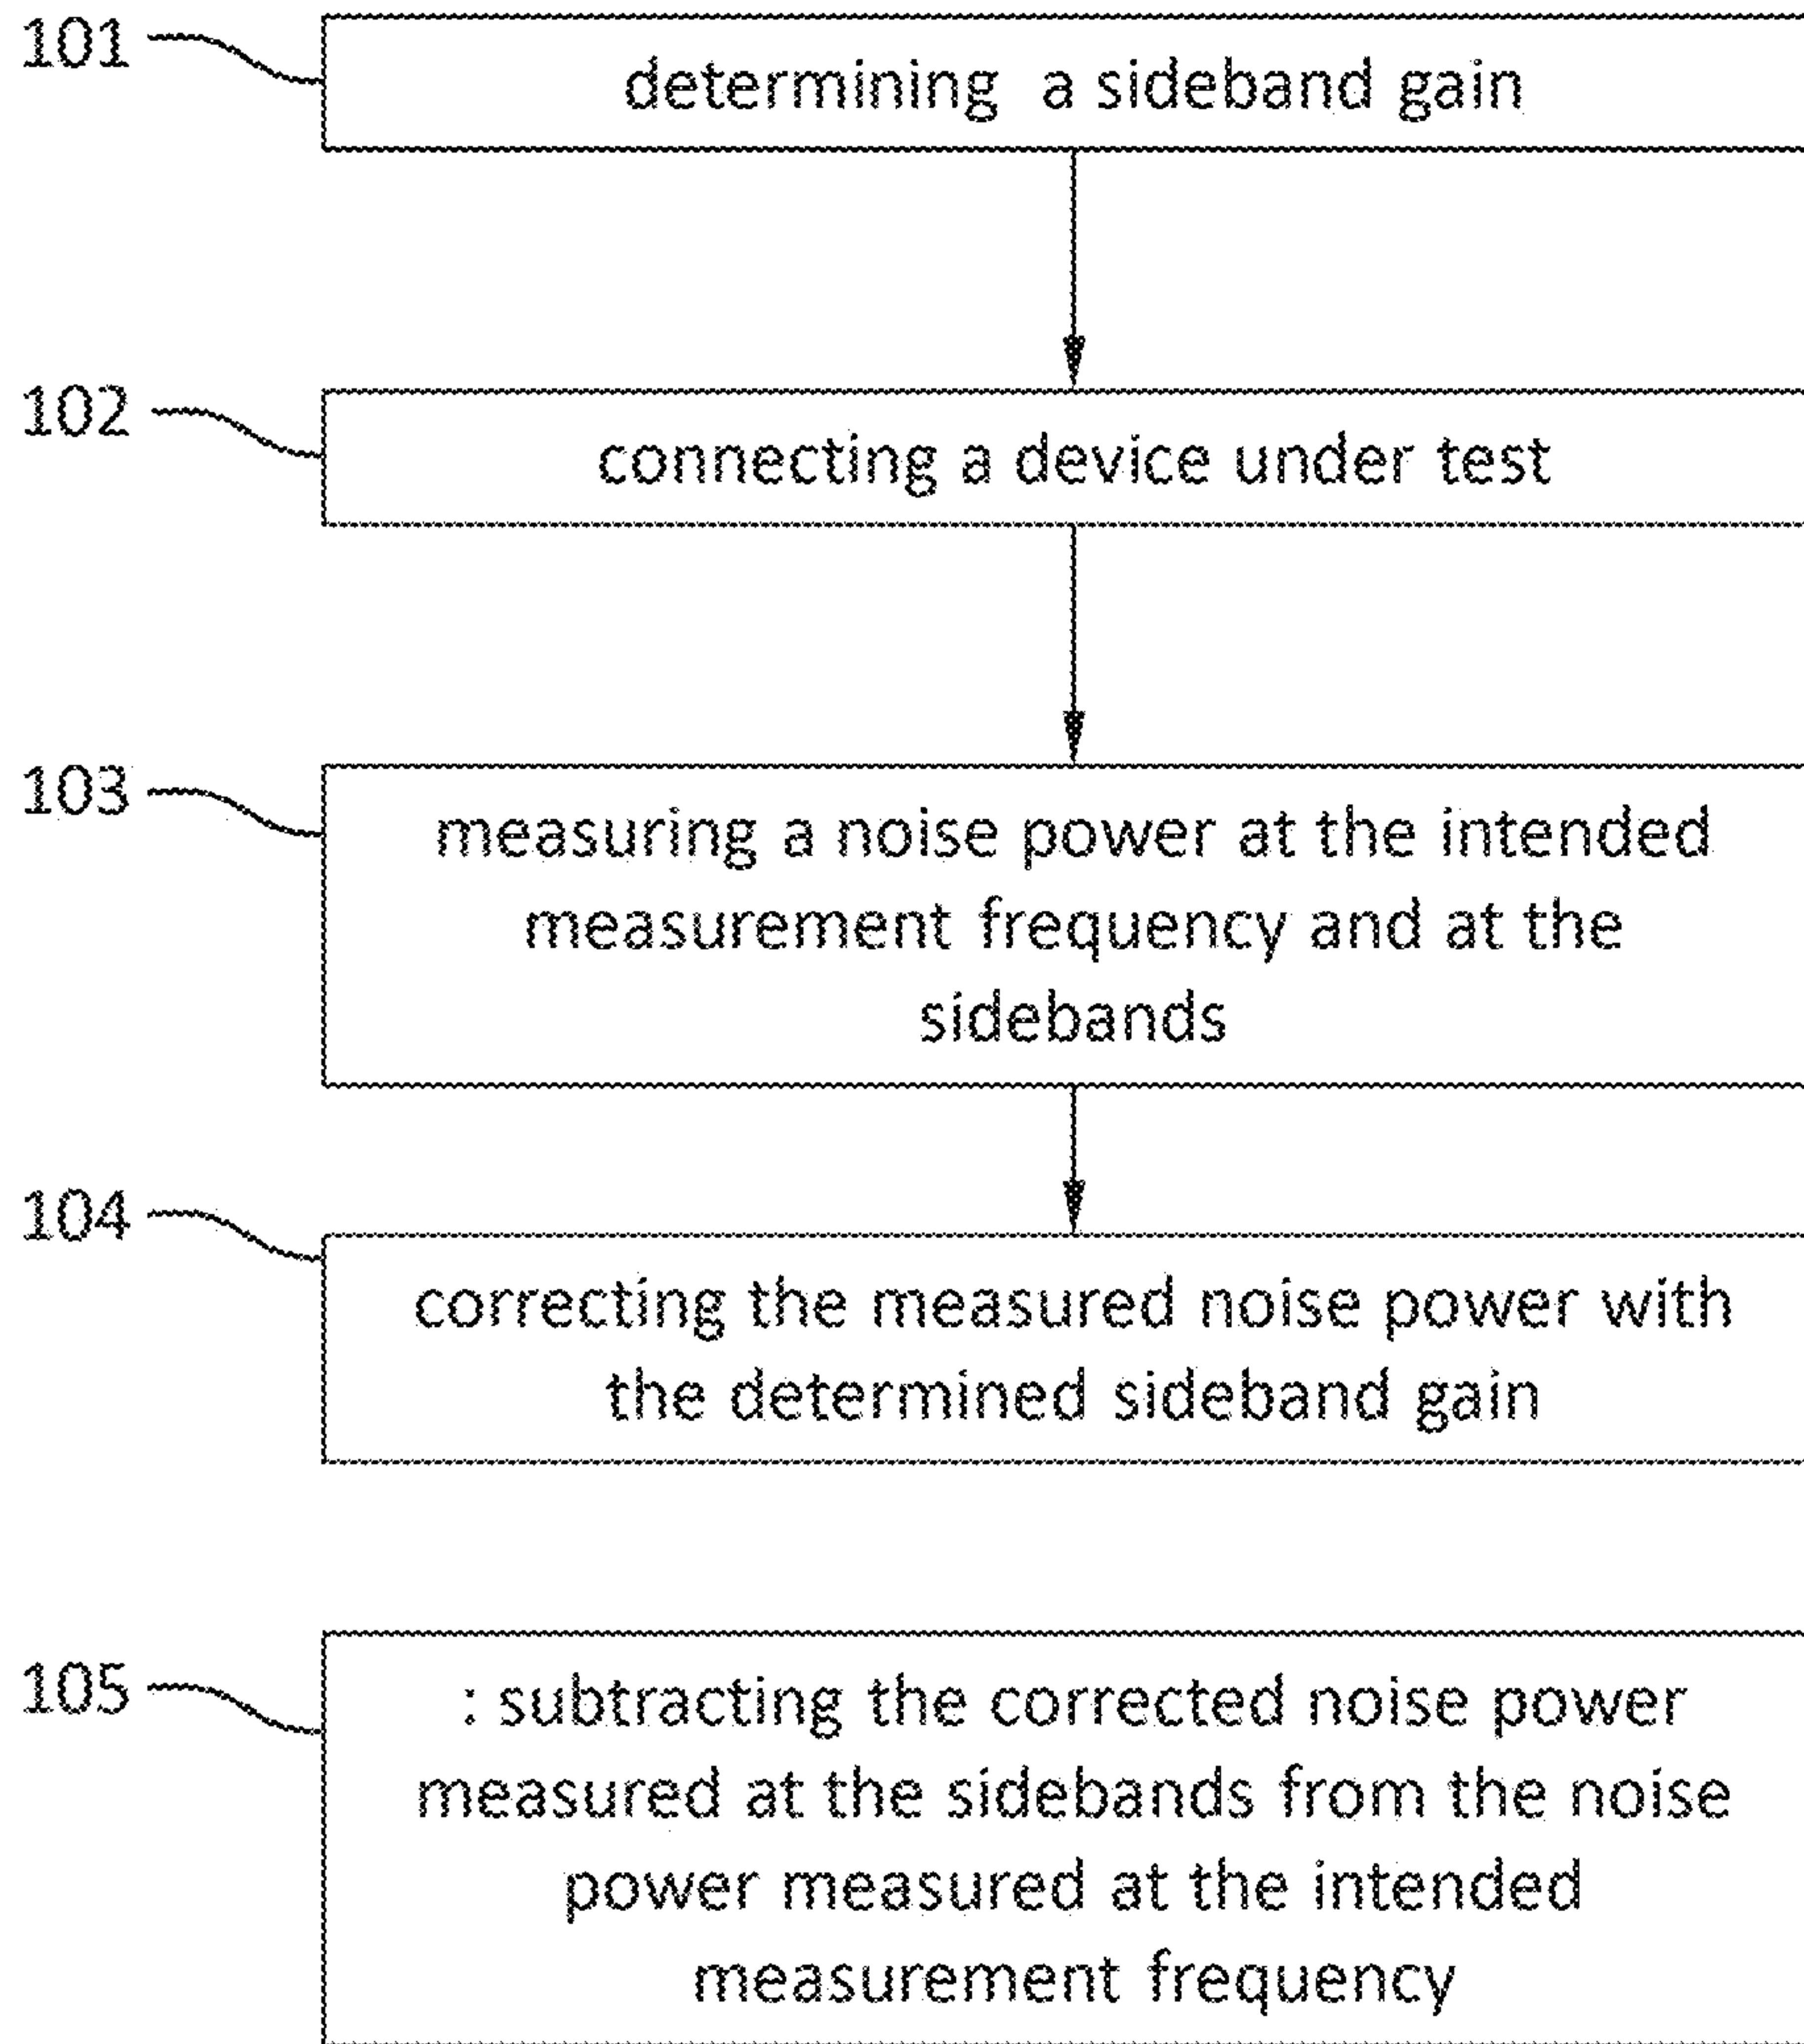 101
determining a sideband gain
102
connecting a device under test
103
measuring a noise power at the intended
measurement frequency and at the
sidebands
104
correcting the measured noise power with
the determined sideband gain
105
: subtracting the corrected noise power
measured at the sidebands from the noise
power measured at the intended
measurement frequency